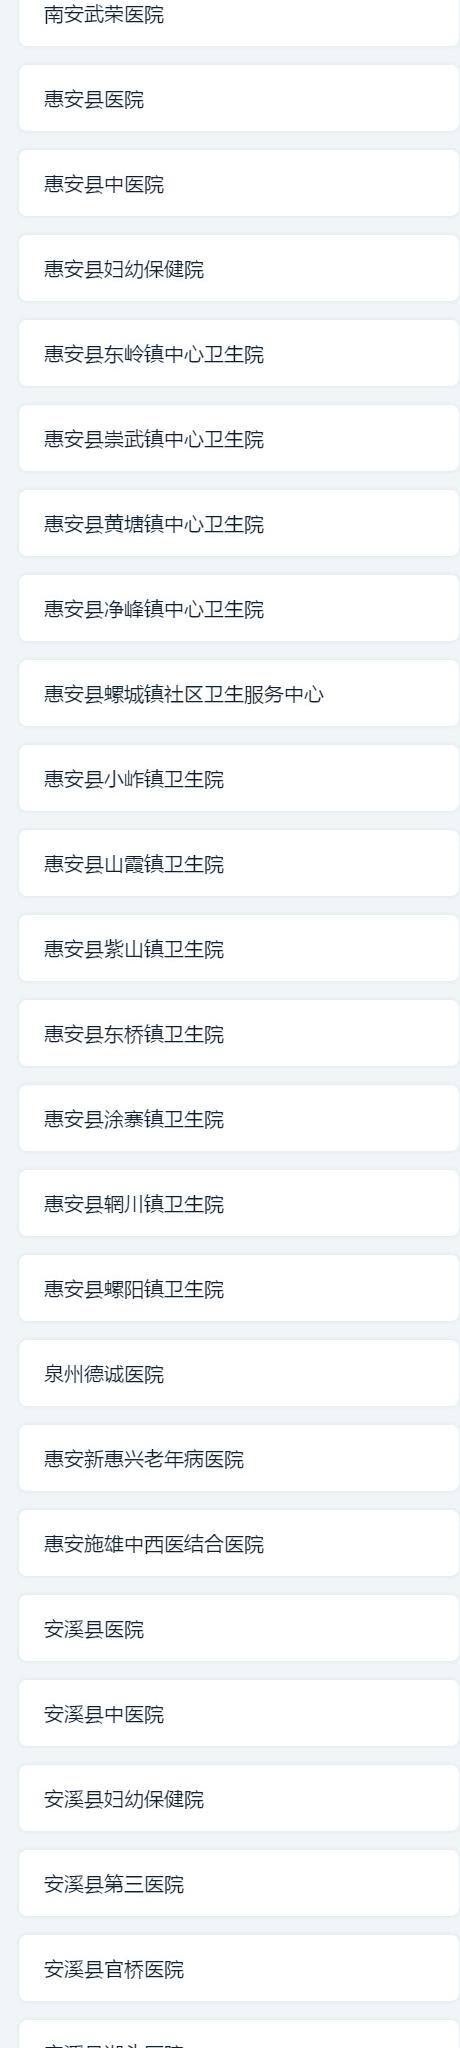 南安武荣医院
惠安县医院
惠安县中医院
惠安县妇幼保健院
惠安县东岭镇中心卫生院
惠安县崇武镇中心卫生院
惠安县黄塘镇中心卫生院
惠安县净峰镇中心卫生院
惠安县螺城镇社区卫生服务中心
惠安县小岞镇卫生院
惠安县山霞镇卫生院
惠安县紫山镇卫生院
惠安县东桥镇卫生院
惠安县涂寨镇卫生院
惠安县辋川镇卫生院
惠安县螺阳镇卫生院
泉州德诚医院
惠安新惠兴老年病医院
惠安施雄中西医结合医院
安溪县医院
安溪县中医院
安溪县妇幼保健院
安溪县第三医院
安溪县官桥医院